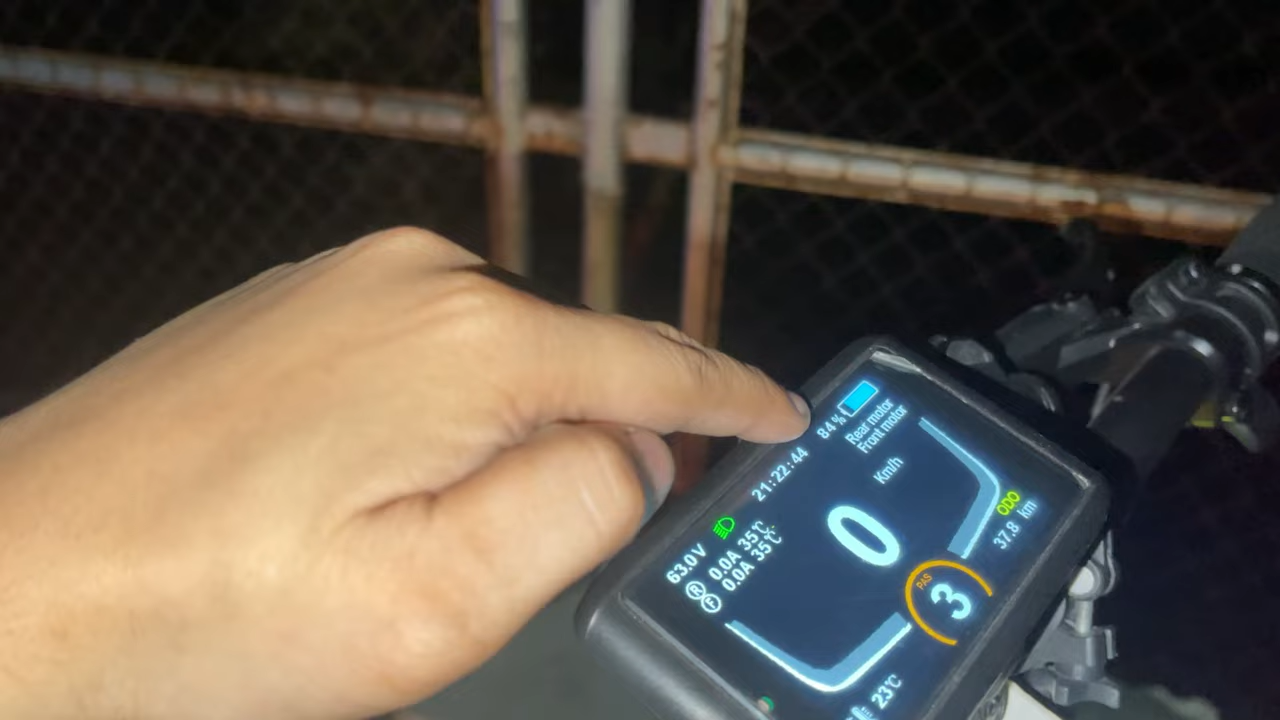 63.0V
21:22:44
84%
Ⓡ 0.0A 35℃
Ⓕ 0.0A 35℃
Rear motor
Front motor
0
Km/h
PAS
3
ODO
37.8 km
23℃